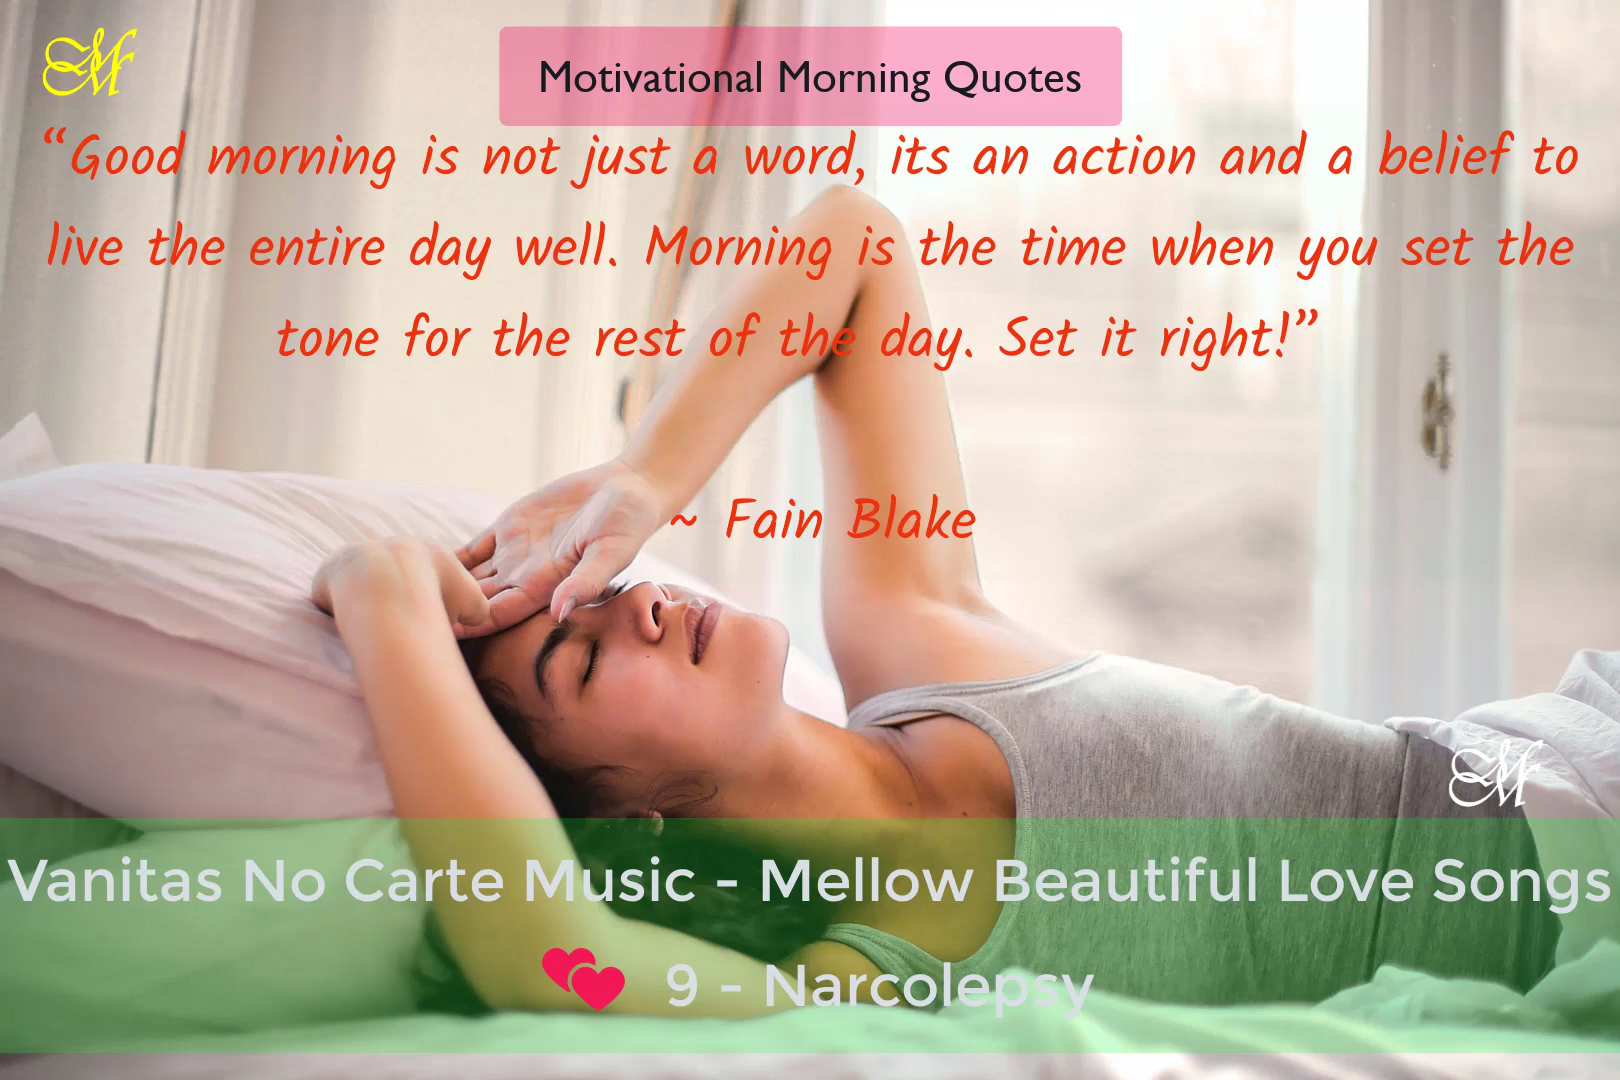 Motivational Morning Quotes
“Good morning is not just a word, its an action and a belief to
live the entire day well. Morning is the time when you set the
tone for the rest of the day. Set it right!”
~ Fain Blake
Vanitas No Carte Music - Mellow Beautiful Love Songs
9 - Narcolepsy